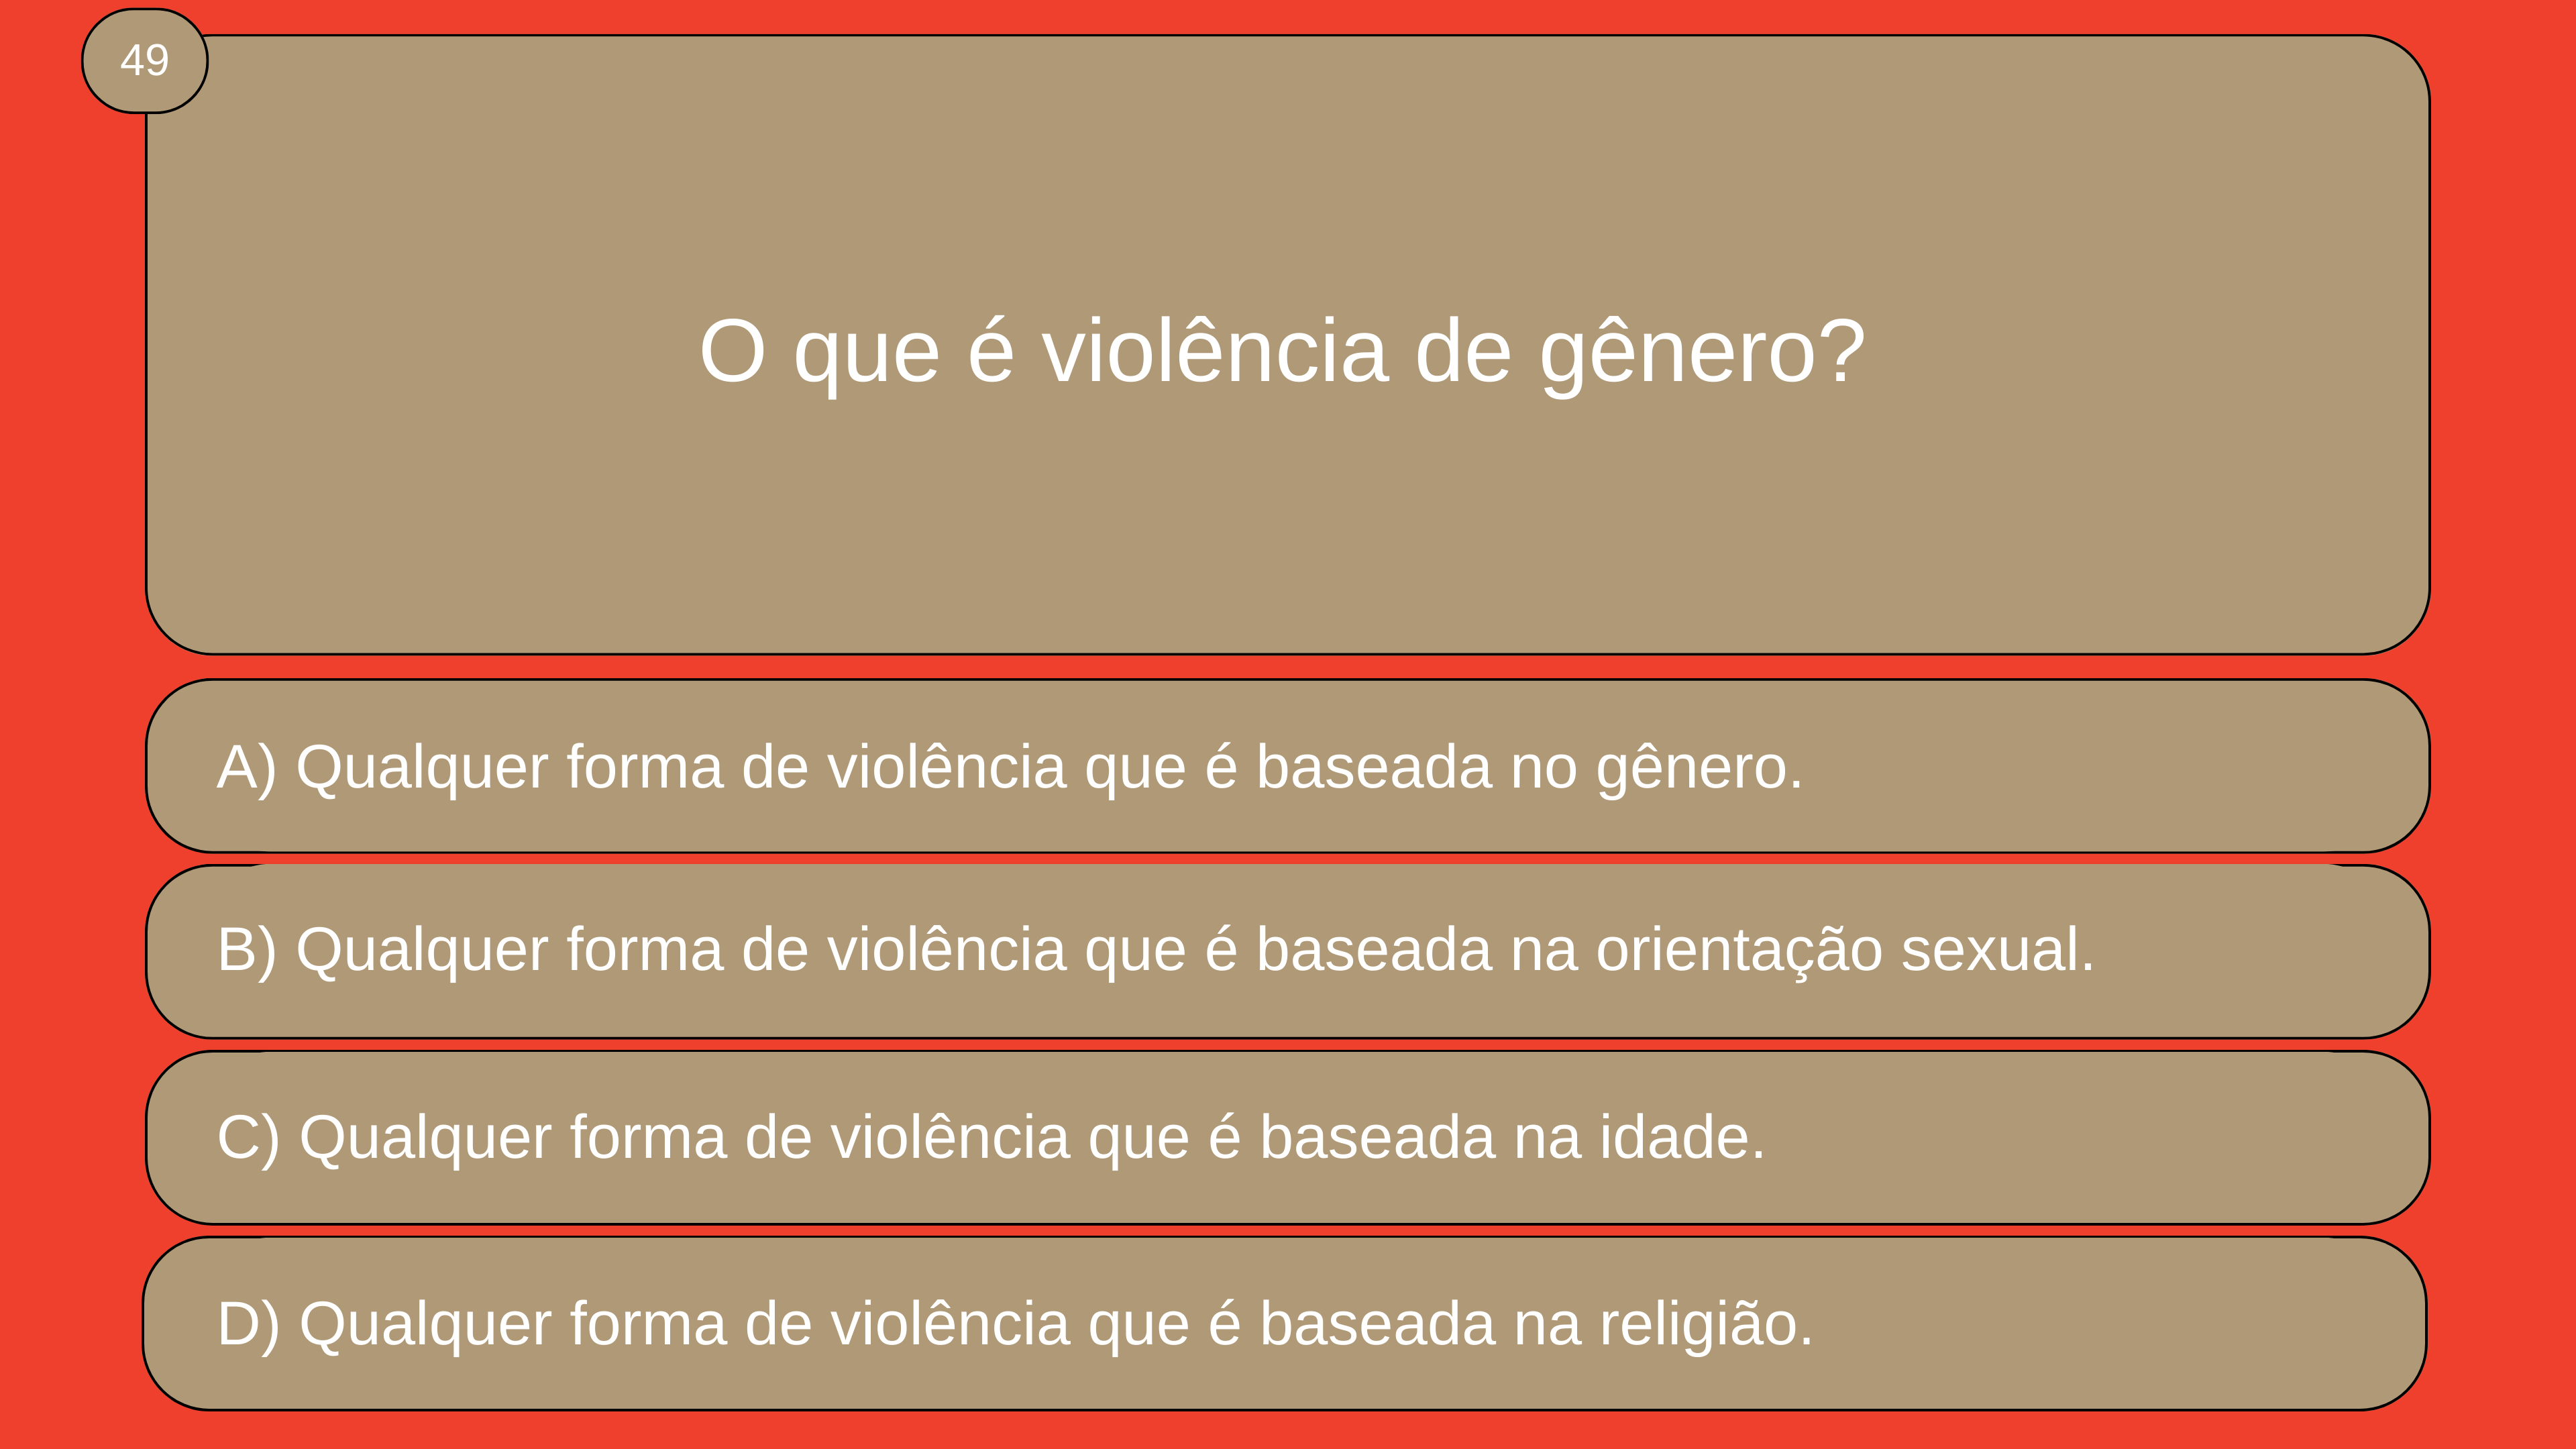 49
O que é violência de gênero?
A) Qualquer forma de violência que é baseada no gênero.
B) Qualquer forma de violência que é baseada na orientação sexual.
C) Qualquer forma de violência que é baseada na idade.
D) Qualquer forma de violência que é baseada na religião.